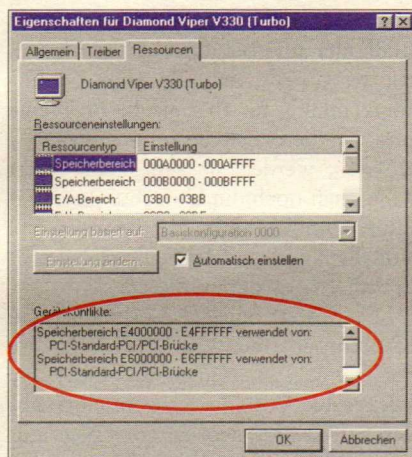 Eigenschaften für Diamond Viper V330 (Turbo)
Allgemein Treiber Ressourcen
Diamond Viper V330 (Turbo)
Ressourceneinstellungen:
Ressourcentyp Einstellung
Speicherbereich 000A0000 - 000AFFFF
Speicherbereich 000B0000 - 000BFFFF
E/A-Bereich 03B0 - 03BB
Einstellung basiert auf: Basiskonfiguration 0000
Einstellung ändern... Automatisch einstellen
Gerätekonflikte:
Speicherbereich E4000000 - E4FFFFFF verwendet von:
PCI-Standard-PCI/PCI-Brücke
Speicherbereich E6000000 - E6FFFFFF verwendet von:
PCI-Standard-PCI/PCI-Brücke
OK Abbrechen